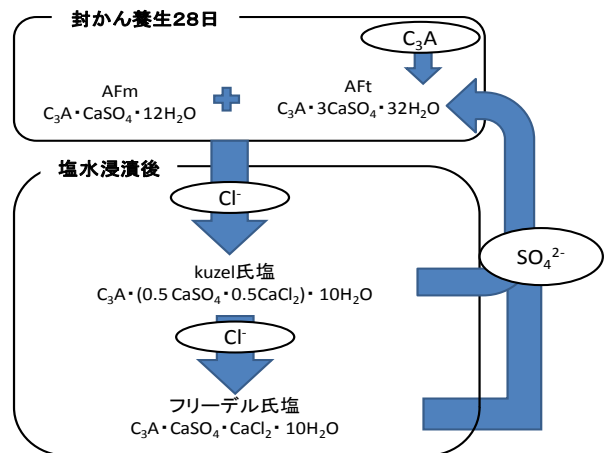 封かん養生28日
C₃A
AFm
C₃A・CaSO₄・12H₂O
AFt
C₃A・3CaSO₄・32H₂O
塩水浸漬後
Cl⁻
kuzel氏塩
C₃A・(0.5 CaSO₄・0.5CaCl₂)・10H₂O
SO₄²⁻
Cl⁻
フリーデル氏塩
C₃A・CaSO₄・CaCl₂・10H₂O